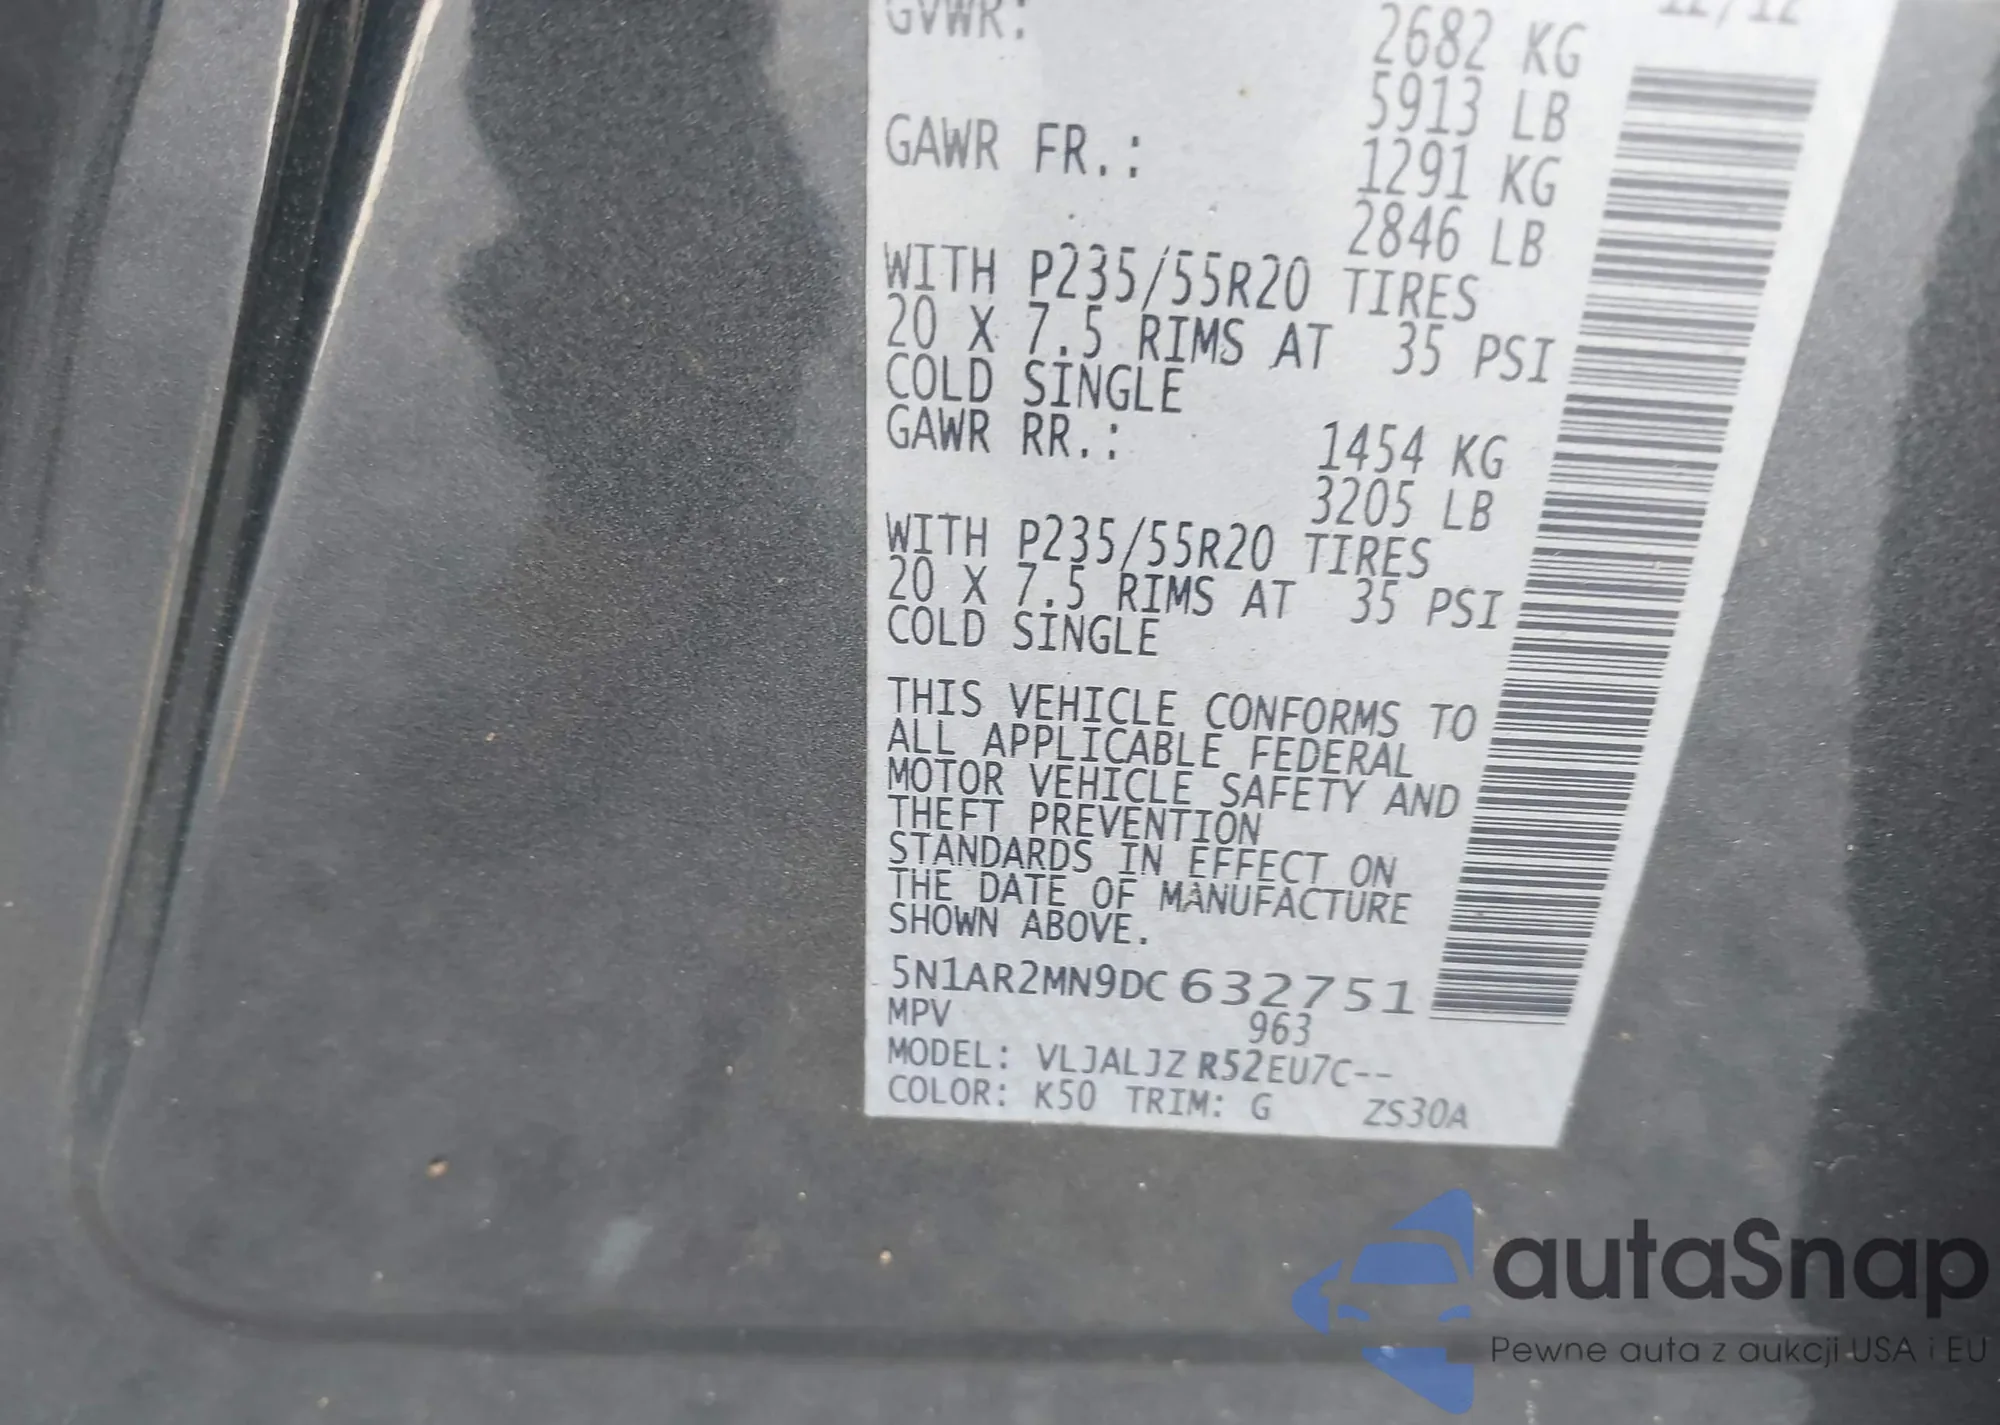 GVWR: 12/12
2682 KG
5913 LB
GAWR FR.: 1291 KG
2846 LB
WITH P235/55R20 TIRES
20 X 7.5 RIMS AT 35 PSI
COLD SINGLE
GAWR RR.: 1454 KG
3205 LB
WITH P235/55R20 TIRES
20 X 7.5 RIMS AT 35 PSI
COLD SINGLE
THIS VEHICLE CONFORMS TO
ALL APPLICABLE FEDERAL
MOTOR VEHICLE SAFETY AND
THEFT PREVENTION
STANDARDS IN EFFECT ON
THE DATE OF MANUFACTURE
SHOWN ABOVE.
5N1AR2MN9DC632751
MPV 963
MODEL: VLJALJZ R52EU7C--
COLOR: K50 TRIM: G ZS30A
autaSnap
Pewne auta z aukcji USA i EU